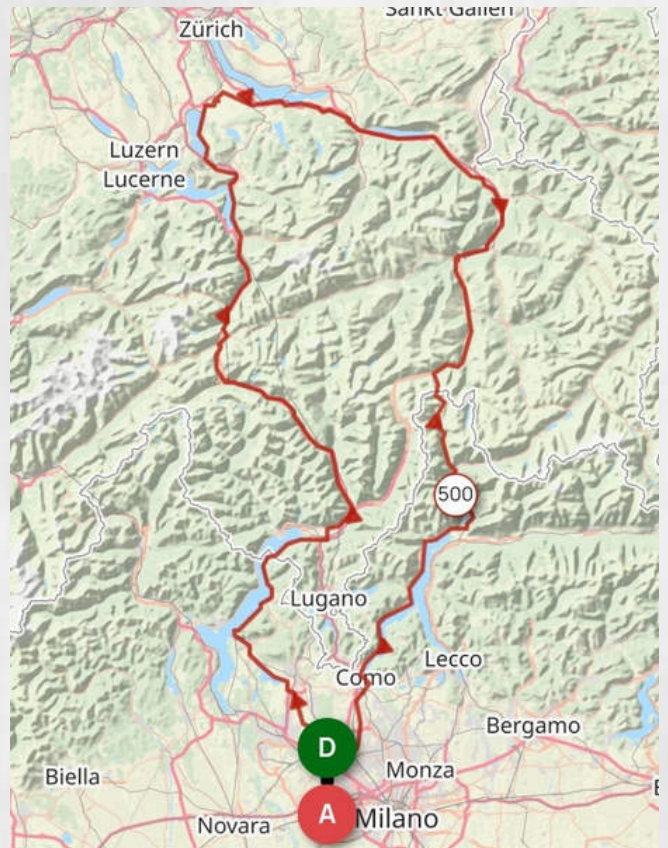 Sankt Gallen
Zürich
Luzern
Lucerne
500
Lugano
Lecco
Como
Bergamo
D
Monza
Biella
A
Milano
Novara